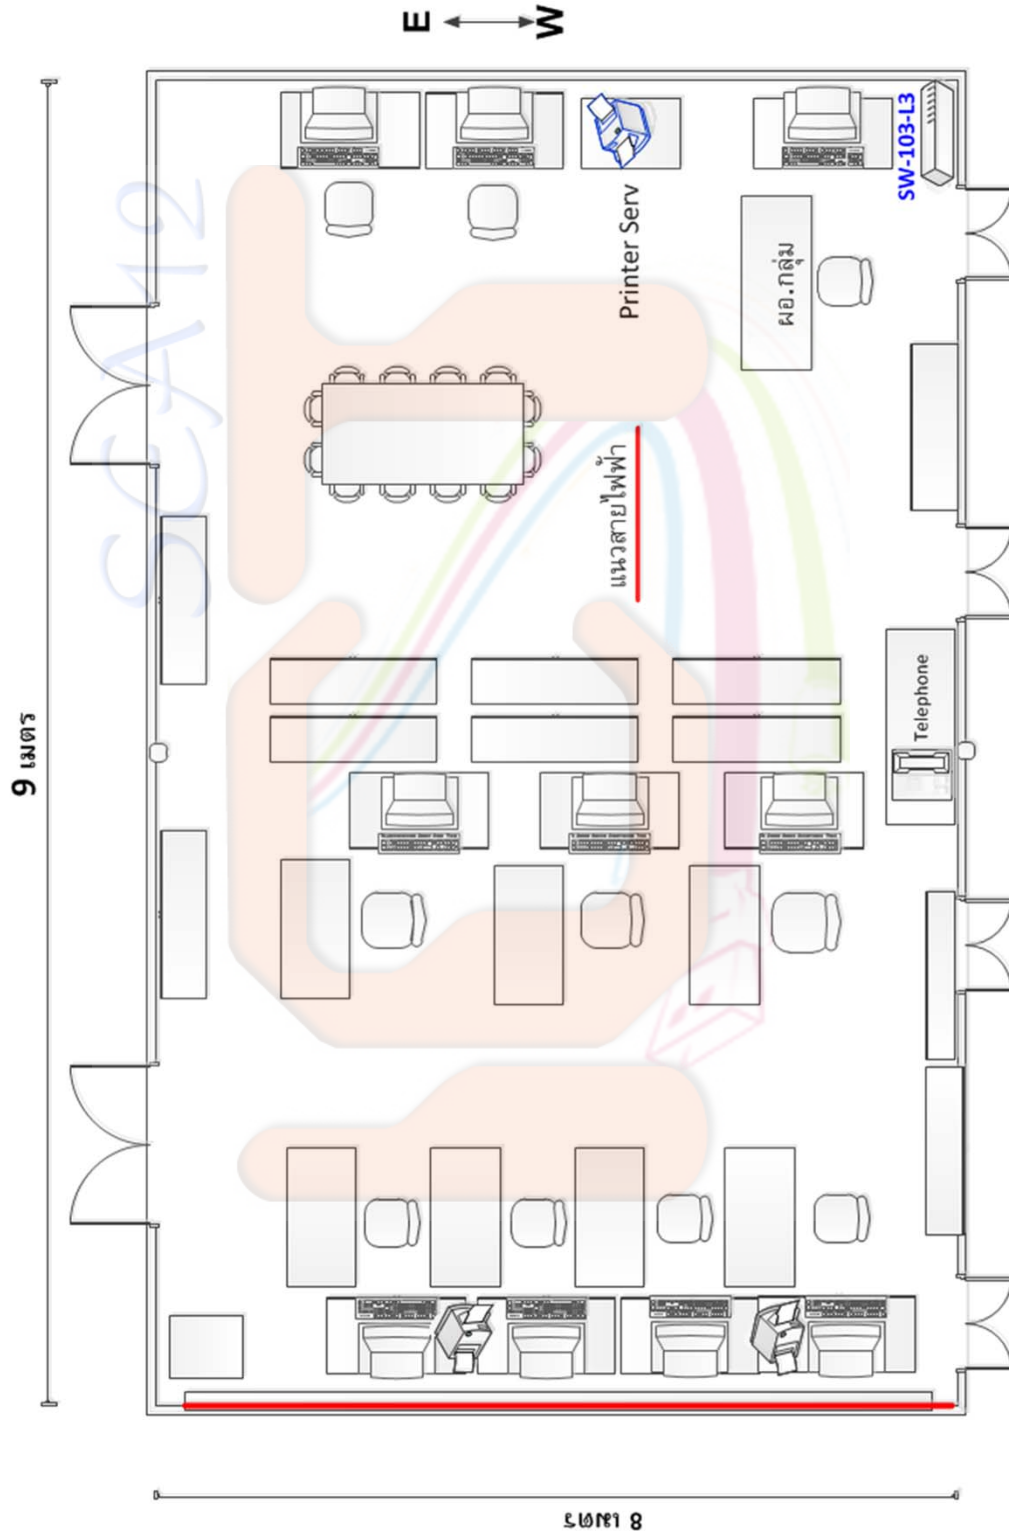 E
W
SW-103-L3
Printer Serv
ผอ.กลุ่ม
แนวสายไฟฟ้า
Telephone
9 เมตร
8 เมตร